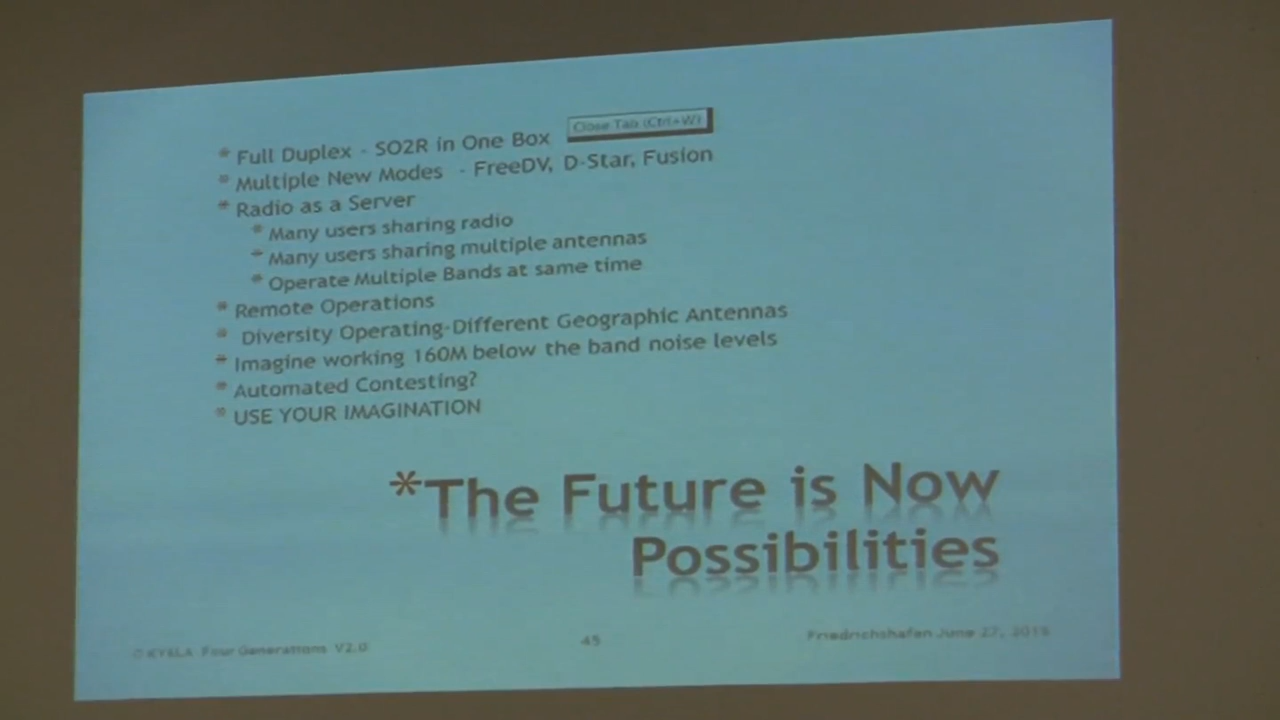 * Full Duplex - SO2R in One Box
Close Tab (Ctrl+W)
* Multiple New Modes - FreeDV, D-Star, Fusion
* Radio as a Server
* Many users sharing radio
* Many users sharing multiple antennas
* Operate Multiple Bands at same time
* Remote Operations
* Diversity Operating-Different Geographic Antennas
* Imagine working 160M below the band noise levels
* Automated Contesting?
* USE YOUR IMAGINATION
*The Future is Now
Possibilities
© Four Generations V2.0
45
Friedrichshafen June 27,